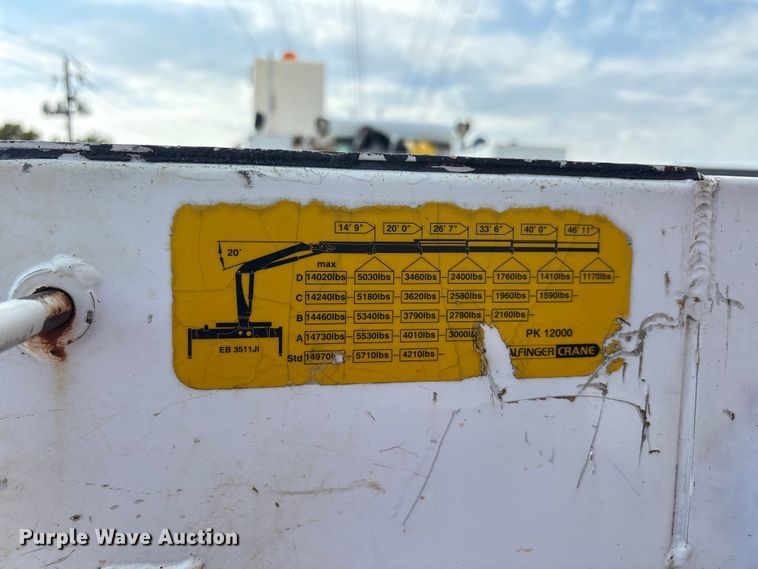 14' 9" 20' 0" 26' 7" 33' 6" 40' 0" 46' 11"
20'
max
D 14020lbs 5030lbs 3460lbs 2400lbs 1760lbs 1410lbs 1170lbs
C 14240lbs 5180lbs 3620lbs 2580lbs 1960lbs 1590lbs
B 14460lbs 5340lbs 3790lbs 2780lbs 2160lbs
A 14730lbs 5530lbs 4010lbs 3000lbs PK 12000
EB 3511JI
ALFINGER CRANE
Std 14970lbs 5710lbs 4210lbs
Purple Wave Auction